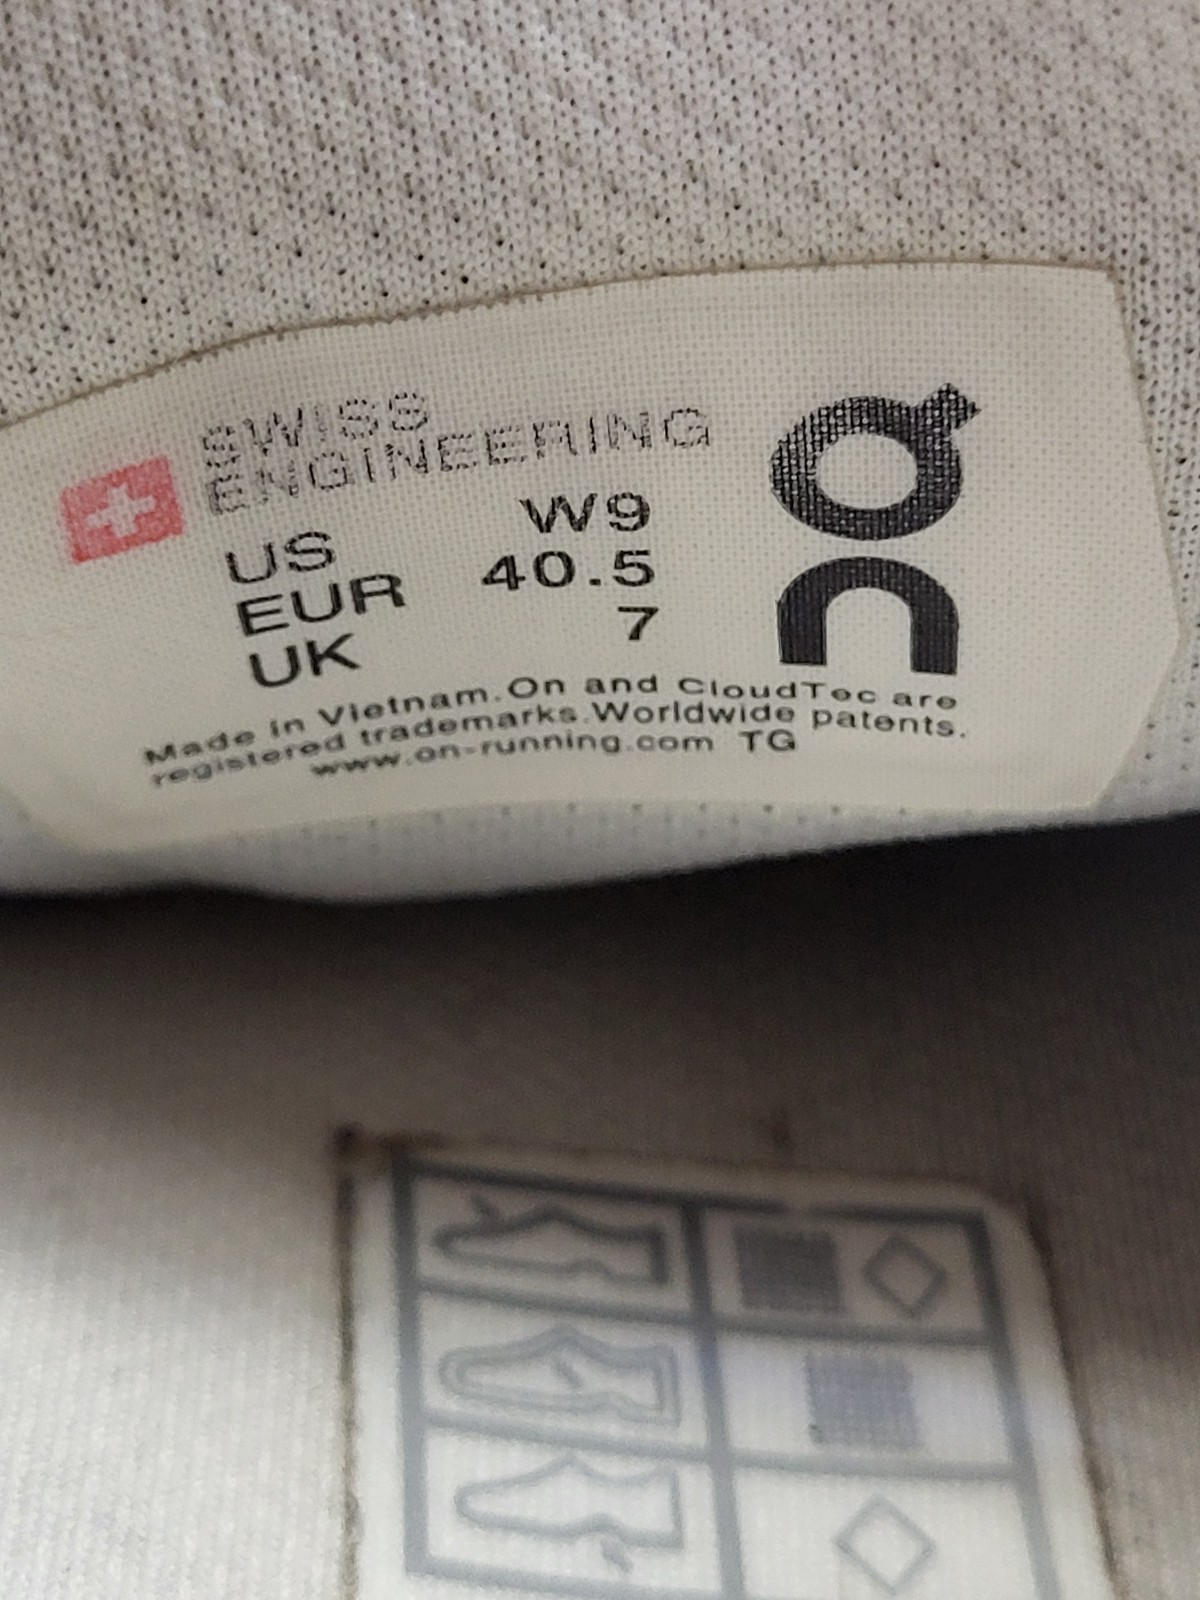 SWISS
ENGINEERING
US W9
EUR 40.5
UK 7
Made in Vietnam.On and CloudTec are
registered trademarks.Worldwide patents.
www.on-running.com TG
On